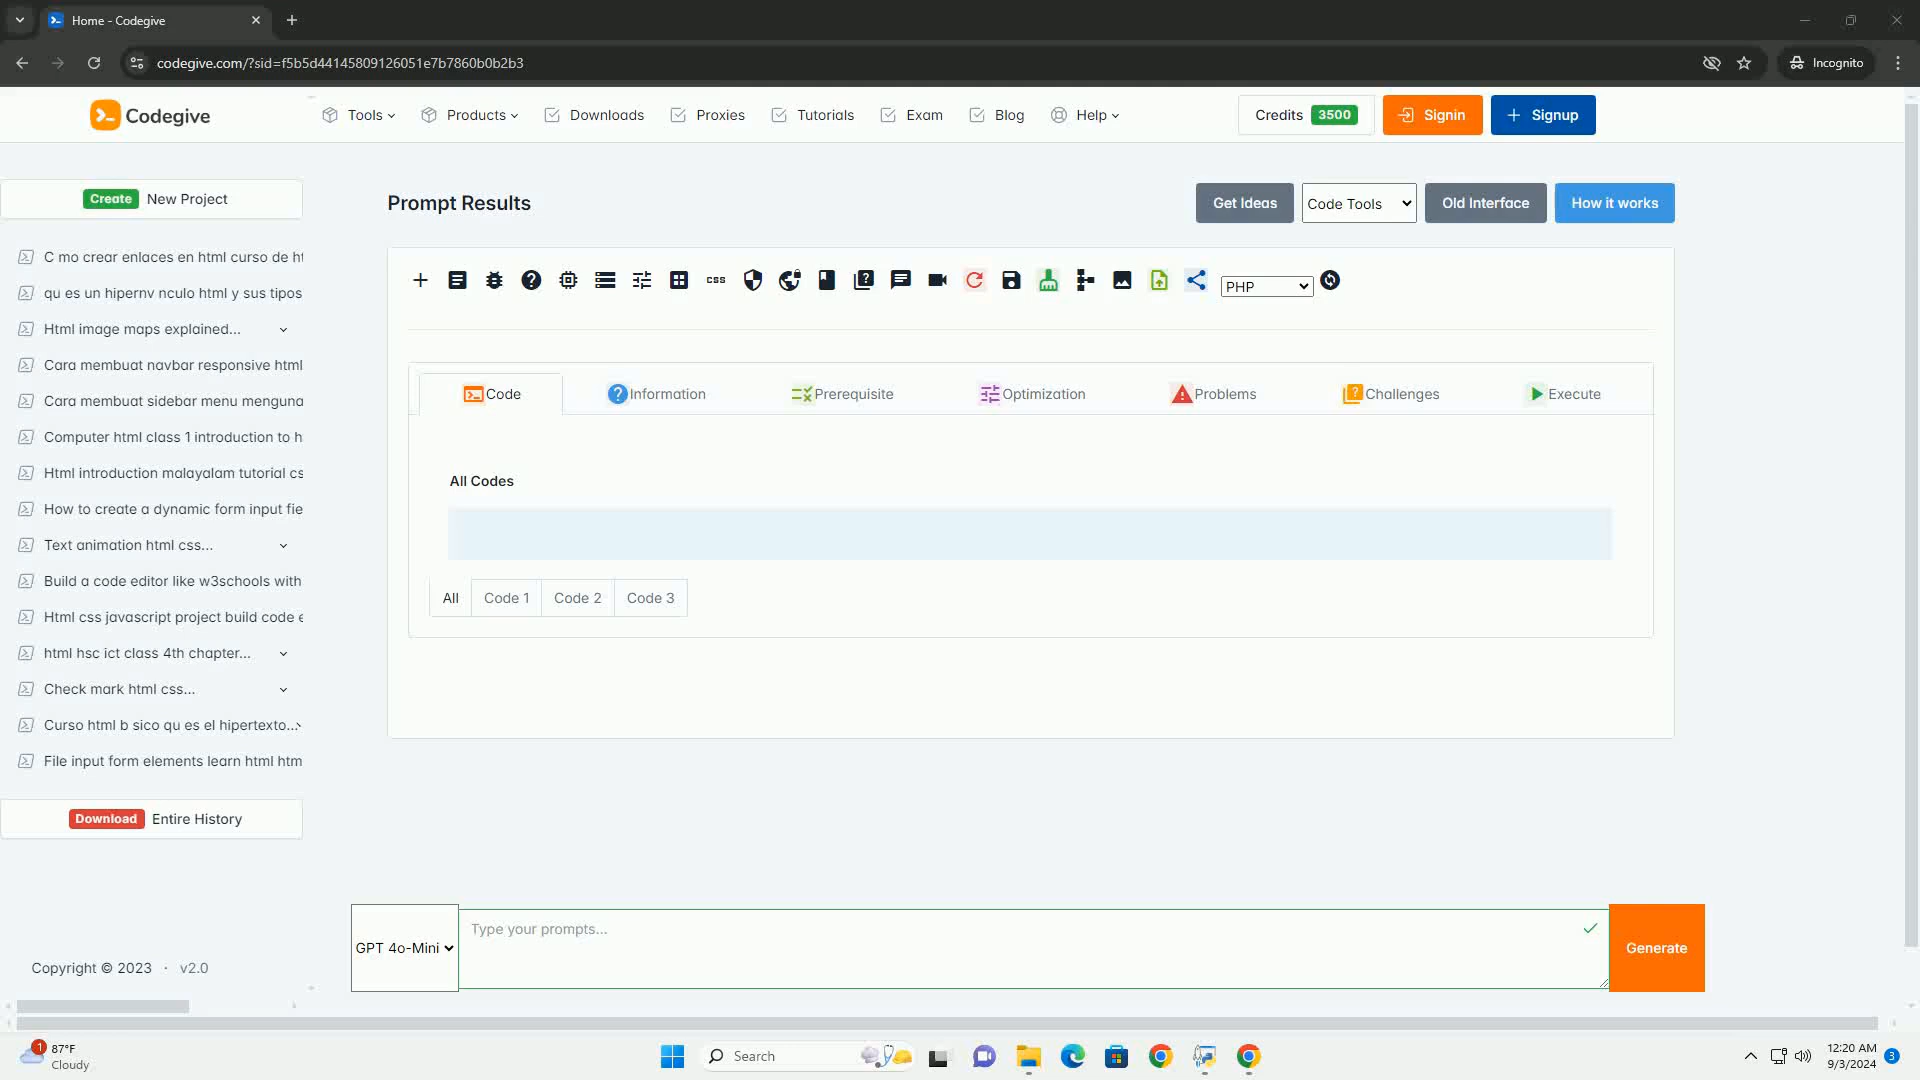 Home - Codegive
codegive.com/?sid=f5b5d44145809126051e7b7860b0b2b3
Incognito
Codegive
Tools
Products
Downloads
Proxies
Tutorials
Exam
Blog
Help
Credits 3500
Signin
Signup
Create New Project
C mo crear enlaces en html curso de ht
qu es un hipernv nculo html y sus tipos
Html image maps explained...
Cara membuat navbar responsive html
Cara membuat sidebar menu menguna
Computer html class 1 introduction to h
Html introduction malayalam tutorial cs
How to create a dynamic form input fie
Text animation html css...
Build a code editor like w3schools with
Html css javascript project build code e
html hsc ict class 4th chapter...
Check mark html css...
Curso html b sico qu es el hipertexto...
File input form elements learn html htm
Download Entire History
Copyright © 2023 · v2.0
Prompt Results
Get Ideas
Code Tools
Old Interface
How it works
css
PHP
Code
Information
Prerequisite
Optimization
Problems
Challenges
Execute
All Codes
All
Code 1
Code 2
Code 3
GPT 4o-Mini
Type your prompts...
Generate
1
87°F
Cloudy
Search
12:20 AM
9/3/2024
3